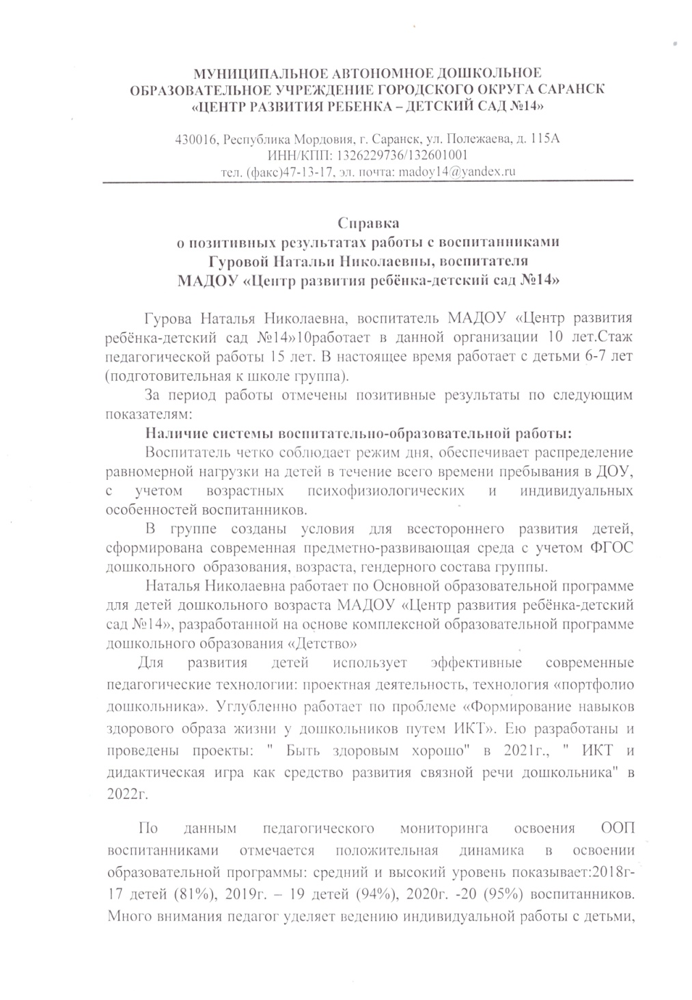 МУНИЦИПАЛЬНОЕ АВТОНОМНОЕ ДОШКОЛЬНОЕ
ОБРАЗОВАТЕЛЬНОЕ УЧРЕЖДЕНИЕ ГОРОДСКОГО ОКРУГА САРАНСК
«ЦЕНТР РАЗВИТИЯ РЕБЕНКА – ДЕТСКИЙ САД №14»
430016, Республика Мордовия, г. Саранск, ул. Полежаева, д. 115А
ИНН/КПП: 1326229736/132601001
тел. (факс)47-13-17, эл. почта: madoy14@yandex.ru
Справка
о позитивных результатах работы с воспитанниками
Гуровой Натальи Николаевны, воспитателя
МАДОУ «Центр развития ребёнка-детский сад №14»
Гурова Наталья Николаевна, воспитатель МАДОУ «Центр развития
ребёнка-детский сад №14»10работает в данной организации 10 лет.Стаж
педагогической работы 15 лет. В настоящее время работает с детьми 6-7 лет
(подготовительная к школе группа).
За период работы отмечены позитивные результаты по следующим
показателям:
Наличие системы воспитательно-образовательной работы:
Воспитатель четко соблюдает режим дня, обеспечивает распределение
равномерной нагрузки на детей в течение всего времени пребывания в ДОУ,
с учетом возрастных психофизиологических и индивидуальных
особенностей воспитанников.
В группе созданы условия для всестороннего развития детей,
сформирована современная предметно-развивающая среда с учетом ФГОС
дошкольного образования, возраста, гендерного состава группы.
Наталья Николаевна работает по Основной образовательной программе
для детей дошкольного возраста МАДОУ «Центр развития ребёнка-детский
сад №14», разработанной на основе комплексной образовательной программе
дошкольного образования «Детство»
Для развития детей использует эффективные современные
педагогические технологии: проектная деятельность, технология «портфолио
дошкольника». Углубленно работает по проблеме «Формирование навыков
здорового образа жизни у дошкольников путем ИКТ». Ею разработаны и
проведены проекты: " Быть здоровым хорошо" в 2021г., " ИКТ и
дидактическая игра как средство развития связной речи дошкольника" в
2022г.
По данным педагогического мониторинга освоения ООП
воспитанниками отмечается положительная динамика в освоении
образовательной программы: средний и высокий уровень показывает:2018г-
17 детей (81%), 2019г. – 19 детей (94%), 2020г. -20 (95%) воспитанников.
Много внимания педагог уделяет ведению индивидуальной работы с детьми,